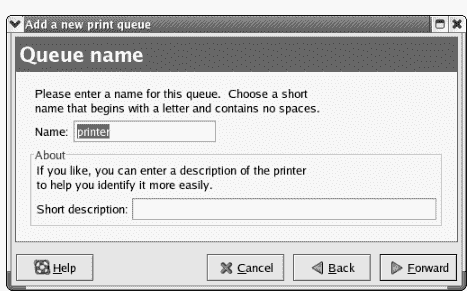 Add a new print queue
Queue name
Please enter a name for this queue.  Choose a short
name that begins with a letter and contains no spaces.
Name: printer
About
If you like, you can enter a description of the printer
to help you identify it more easily.
Short description:
Help Cancel Back Forward